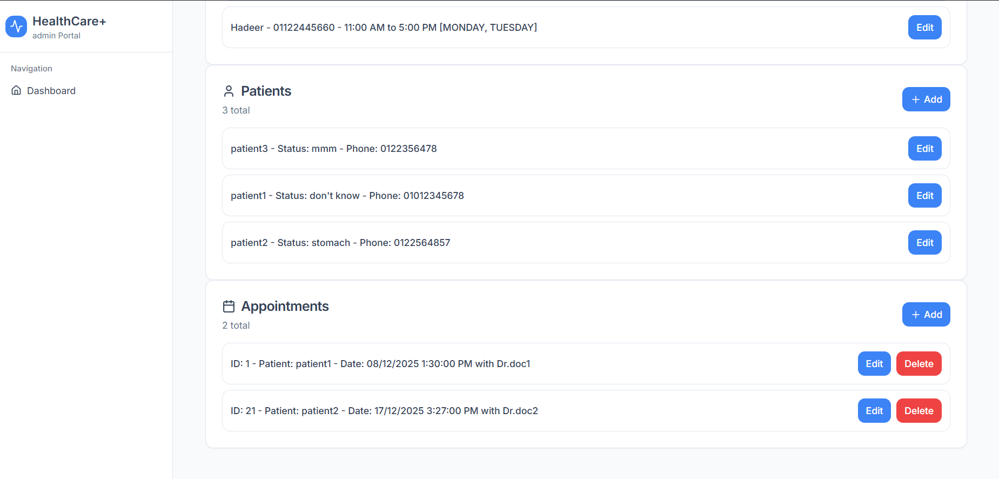 HealthCare+
admin Portal
Navigation
Dashboard
Hadeer - 01122445660 - 11:00 AM to 5:00 PM [MONDAY, TUESDAY]
Edit
Patients
3 total
+ Add
patient3 - Status: mmm - Phone: 0122356478
Edit
patient1 - Status: don't know - Phone: 01012345678
Edit
patient2 - Status: stomach - Phone: 0122564857
Edit
Appointments
2 total
+ Add
ID: 1 - Patient: patient1 - Date: 08/12/2025 1:30:00 PM with Dr.doc1
Edit Delete
ID: 21 - Patient: patient2 - Date: 17/12/2025 3:27:00 PM with Dr.doc2
Edit Delete